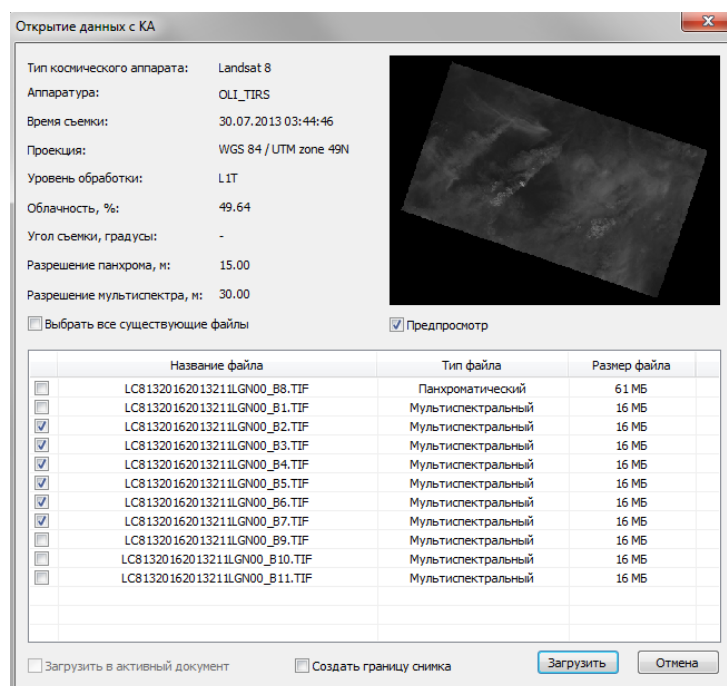 Открытие данных с КА
Тип космического аппарата: Landsat 8
Аппаратура: OLI_TIRS
Время съемки: 30.07.2013 03:44:46
Проекция: WGS 84 / UTM zone 49N
Уровень обработки: L1T
Облачность, %: 49.64
Угол съемки, градусы: -
Разрешение панхрома, м: 15.00
Разрешение мультиспектра, м: 30.00
Выбрать все существующие файлы Предпросмотр
Название файла Тип файла Размер файла
LC81320162013211LGN00_B8.TIF Панхроматический 61 МБ
LC81320162013211LGN00_B1.TIF Мультиспектральный 16 МБ
LC81320162013211LGN00_B2.TIF Мультиспектральный 16 МБ
LC81320162013211LGN00_B3.TIF Мультиспектральный 16 МБ
LC81320162013211LGN00_B4.TIF Мультиспектральный 16 МБ
LC81320162013211LGN00_B5.TIF Мультиспектральный 16 МБ
LC81320162013211LGN00_B6.TIF Мультиспектральный 16 МБ
LC81320162013211LGN00_B7.TIF Мультиспектральный 16 МБ
LC81320162013211LGN00_B9.TIF Мультиспектральный 16 МБ
LC81320162013211LGN00_B10.TIF Мультиспектральный 16 МБ
LC81320162013211LGN00_B11.TIF Мультиспектральный 16 МБ
Загрузить в активный документ Создать границу снимка Загрузить Отмена